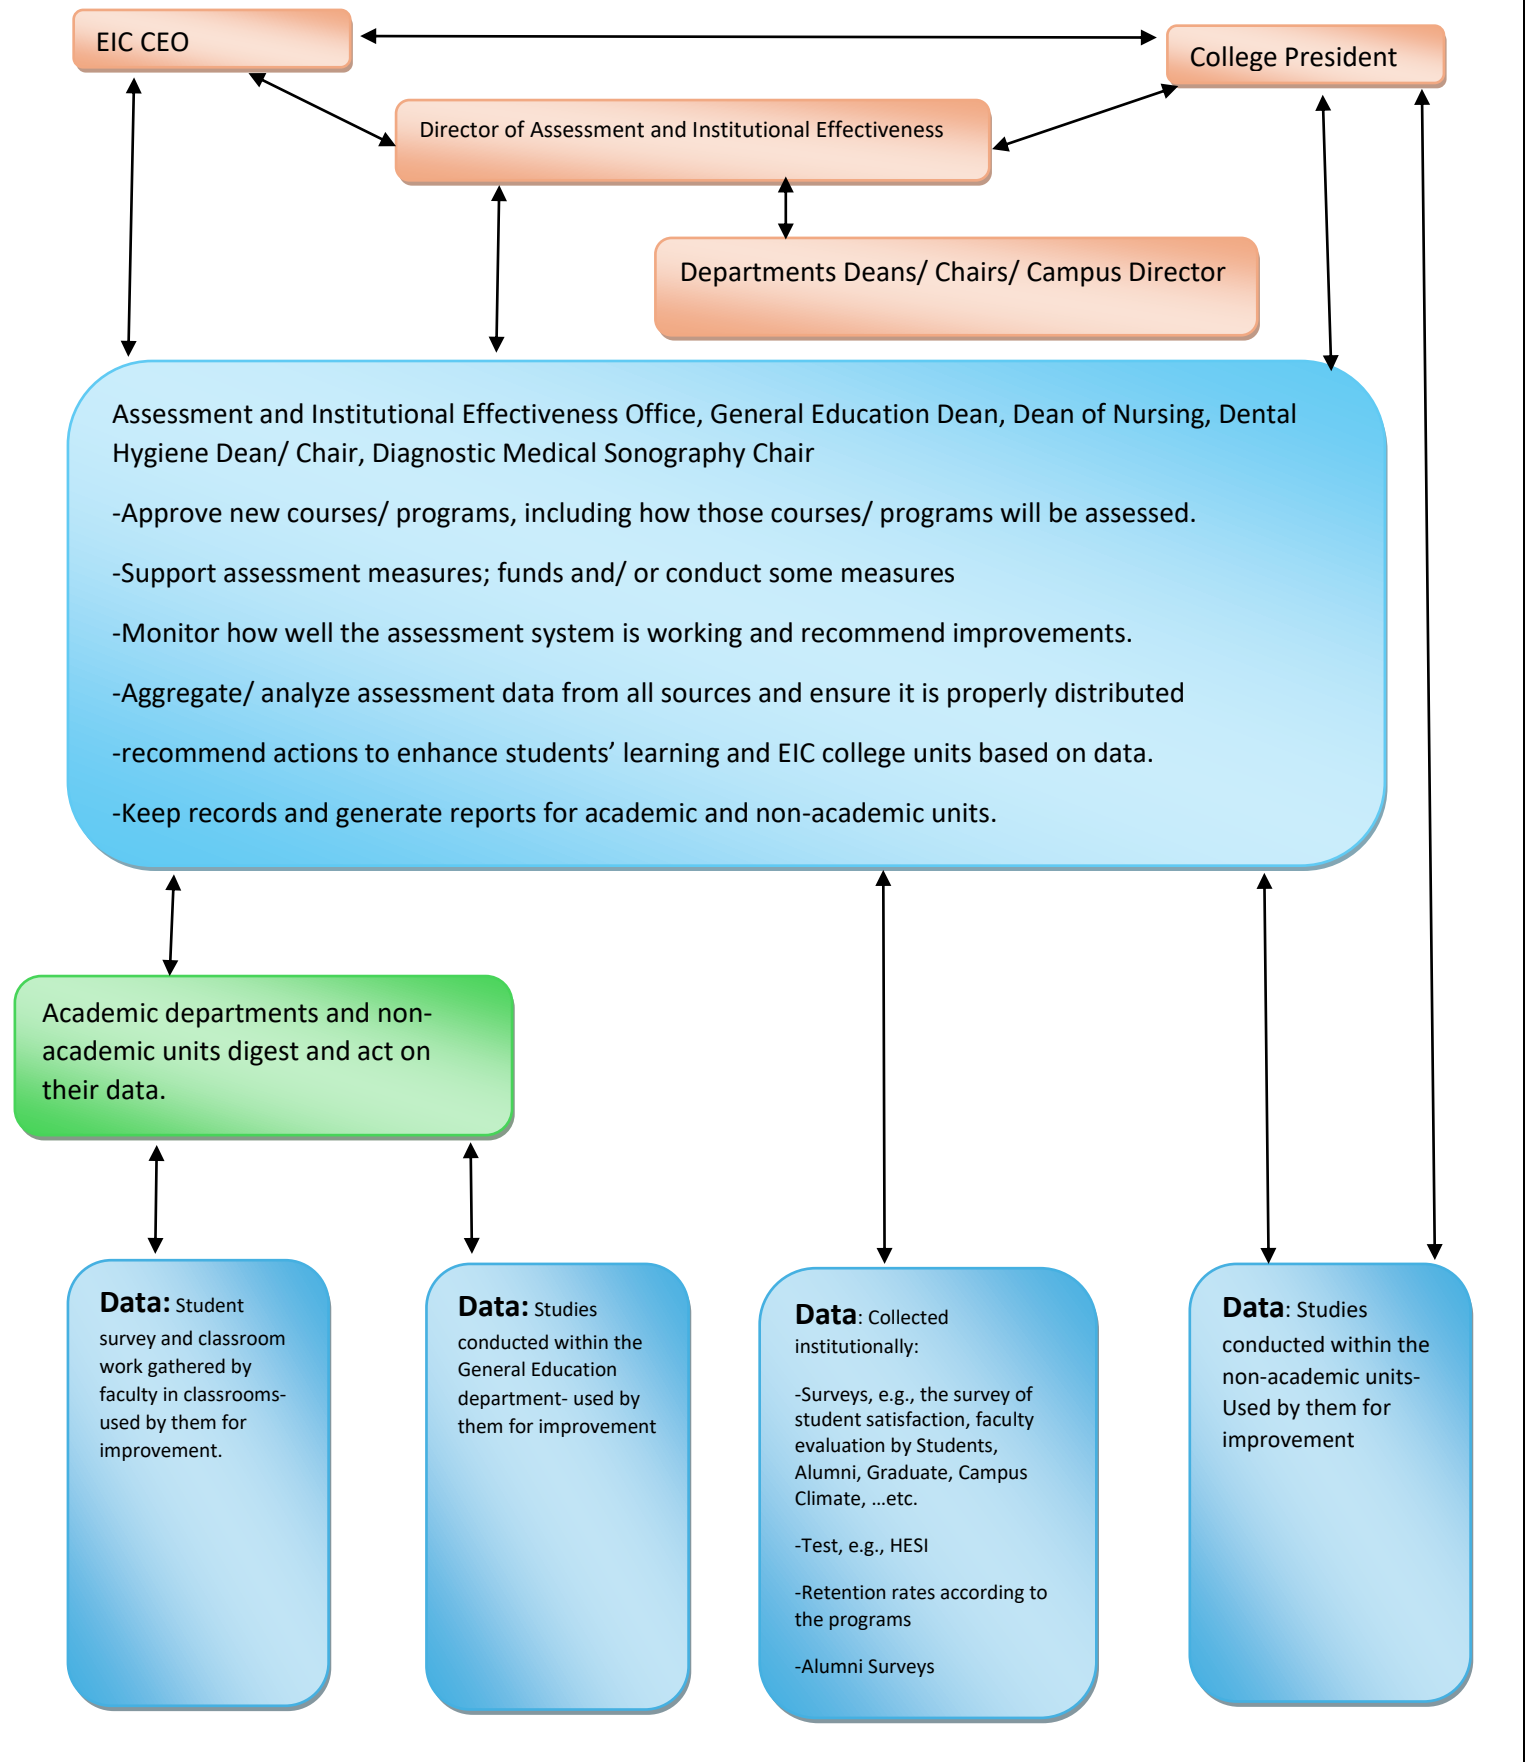 EIC CEO
College President
Director of Assessment and Institutional Effectiveness
Departments Deans/ Chairs/ Campus Director
Assessment and Institutional Effectiveness Office, General Education Dean, Dean of Nursing, Dental
Hygiene Dean/ Chair, Diagnostic Medical Sonography Chair
-Approve new courses/ programs, including how those courses/ programs will be assessed.
-Support assessment measures; funds and/ or conduct some measures
-Monitor how well the assessment system is working and recommend improvements.
-Aggregate/ analyze assessment data from all sources and ensure it is properly distributed
-recommend actions to enhance students’ learning and EIC college units based on data.
-Keep records and generate reports for academic and non-academic units.
Academic departments and non-
academic units digest and act on
their data.
Data: Student
survey and classroom
work gathered by
faculty in classrooms-
used by them for
improvement.
Data: Studies
conducted within the
General Education
department- used by
them for improvement
Data: Collected
institutionally:
-Surveys, e.g., the survey of
student satisfaction, faculty
evaluation by Students,
Alumni, Graduate, Campus
Climate, …etc.
-Test, e.g., HESI
-Retention rates according to
the programs
-Alumni Surveys
Data: Studies
conducted within the
non-academic units-
Used by them for
improvement